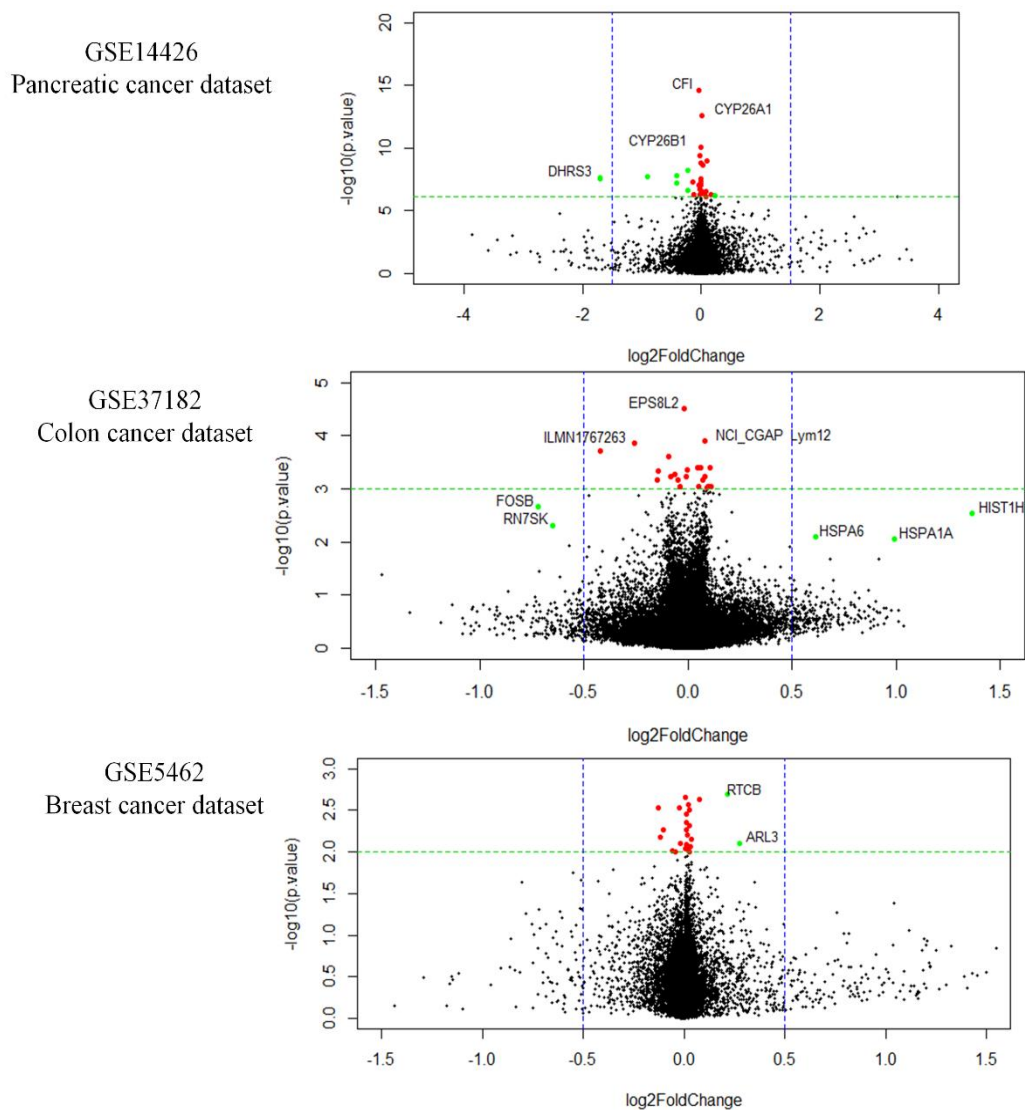 GSE14426
Pancreatic cancer dataset
-log10(p.value)
20
15
10
5
0
CFI
CYP26A1
CYP26B1
DHRS3
-4
-2
0
2
4
log2FoldChange
GSE37182
Colon cancer dataset
-log10(p.value)
5
4
3
2
1
0
EPS8L2
ILMN1767263
NCI_CGAP Lym12
FOSB
RN7SK
HSPA6
HSPA1A
HIST1H
-1.5
-1.0
-0.5
0.0
0.5
1.0
1.5
log2FoldChange
GSE5462
Breast cancer dataset
-log10(p.value)
3.0
2.5
2.0
1.5
1.0
0.5
0.0
RTCB
ARL3
-1.5
-1.0
-0.5
0.0
0.5
1.0
1.5
log2FoldChange